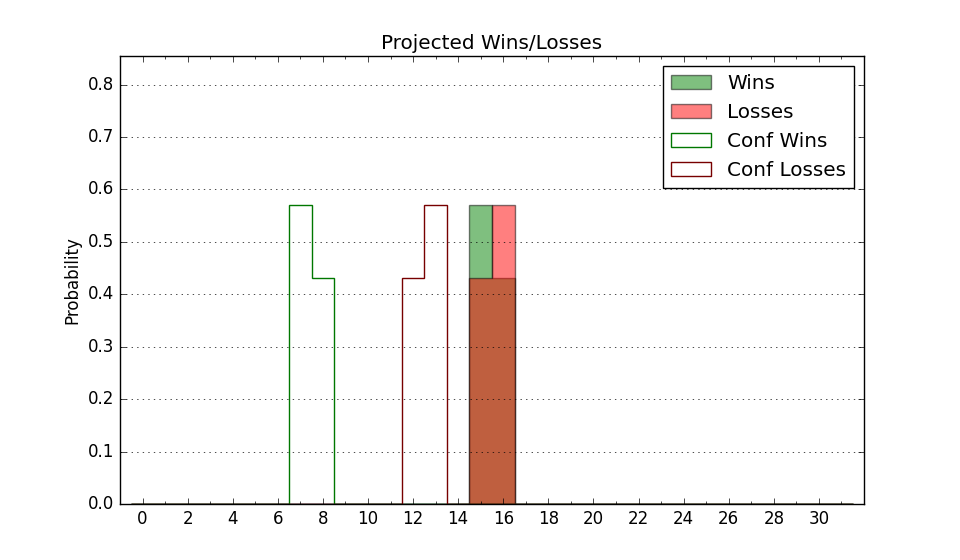 Projected Wins/Losses
Wins
Losses
Conf Wins
Conf Losses
Probability
0.8
0.7
0.6
0.5
0.4
0.3
0.2
0.1
0.0
0 2 4 6 8 10 12 14 16 18 20 22 24 26 28 30